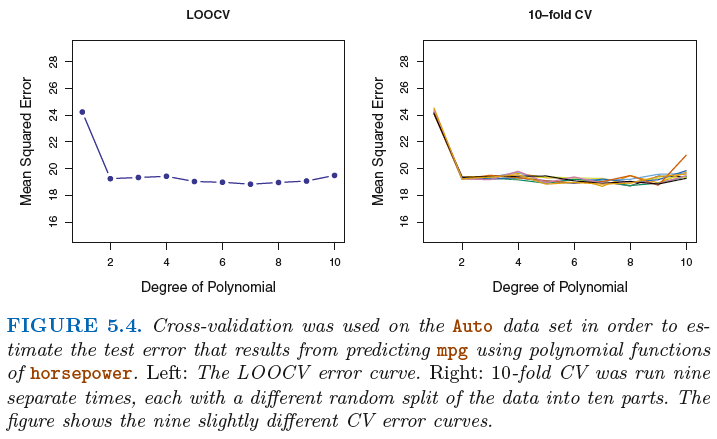 LOOCV
Mean Squared Error
28
26
24
22
20
18
16
2 4 6 8 10
Degree of Polynomial
10–fold CV
Mean Squared Error
28
26
24
22
20
18
16
2 4 6 8 10
Degree of Polynomial
FIGURE 5.4. Cross-validation was used on the Auto data set in order to es-
timate the test error that results from predicting mpg using polynomial functions
of horsepower. Left: The LOOCV error curve. Right: 10-fold CV was run nine
separate times, each with a different random split of the data into ten parts. The
figure shows the nine slightly different CV error curves.